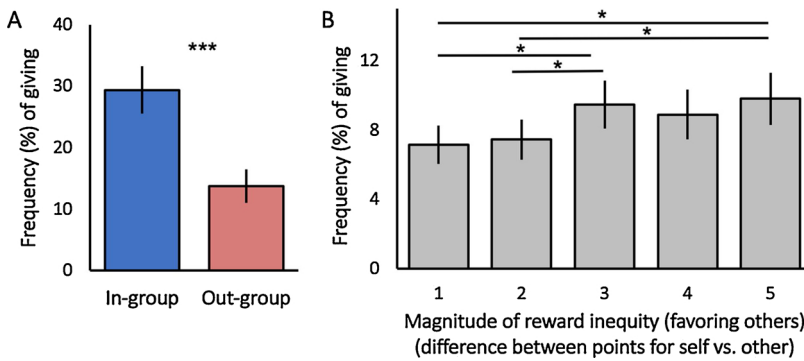 A
Frequency (%) of giving
40
30
20
10
0
***
In-group
Out-group
B
Frequency (%) of giving
12
8
4
0
*
*
*
*
1
2
3
4
5
Magnitude of reward inequity (favoring others)
(difference between points for self vs. other)